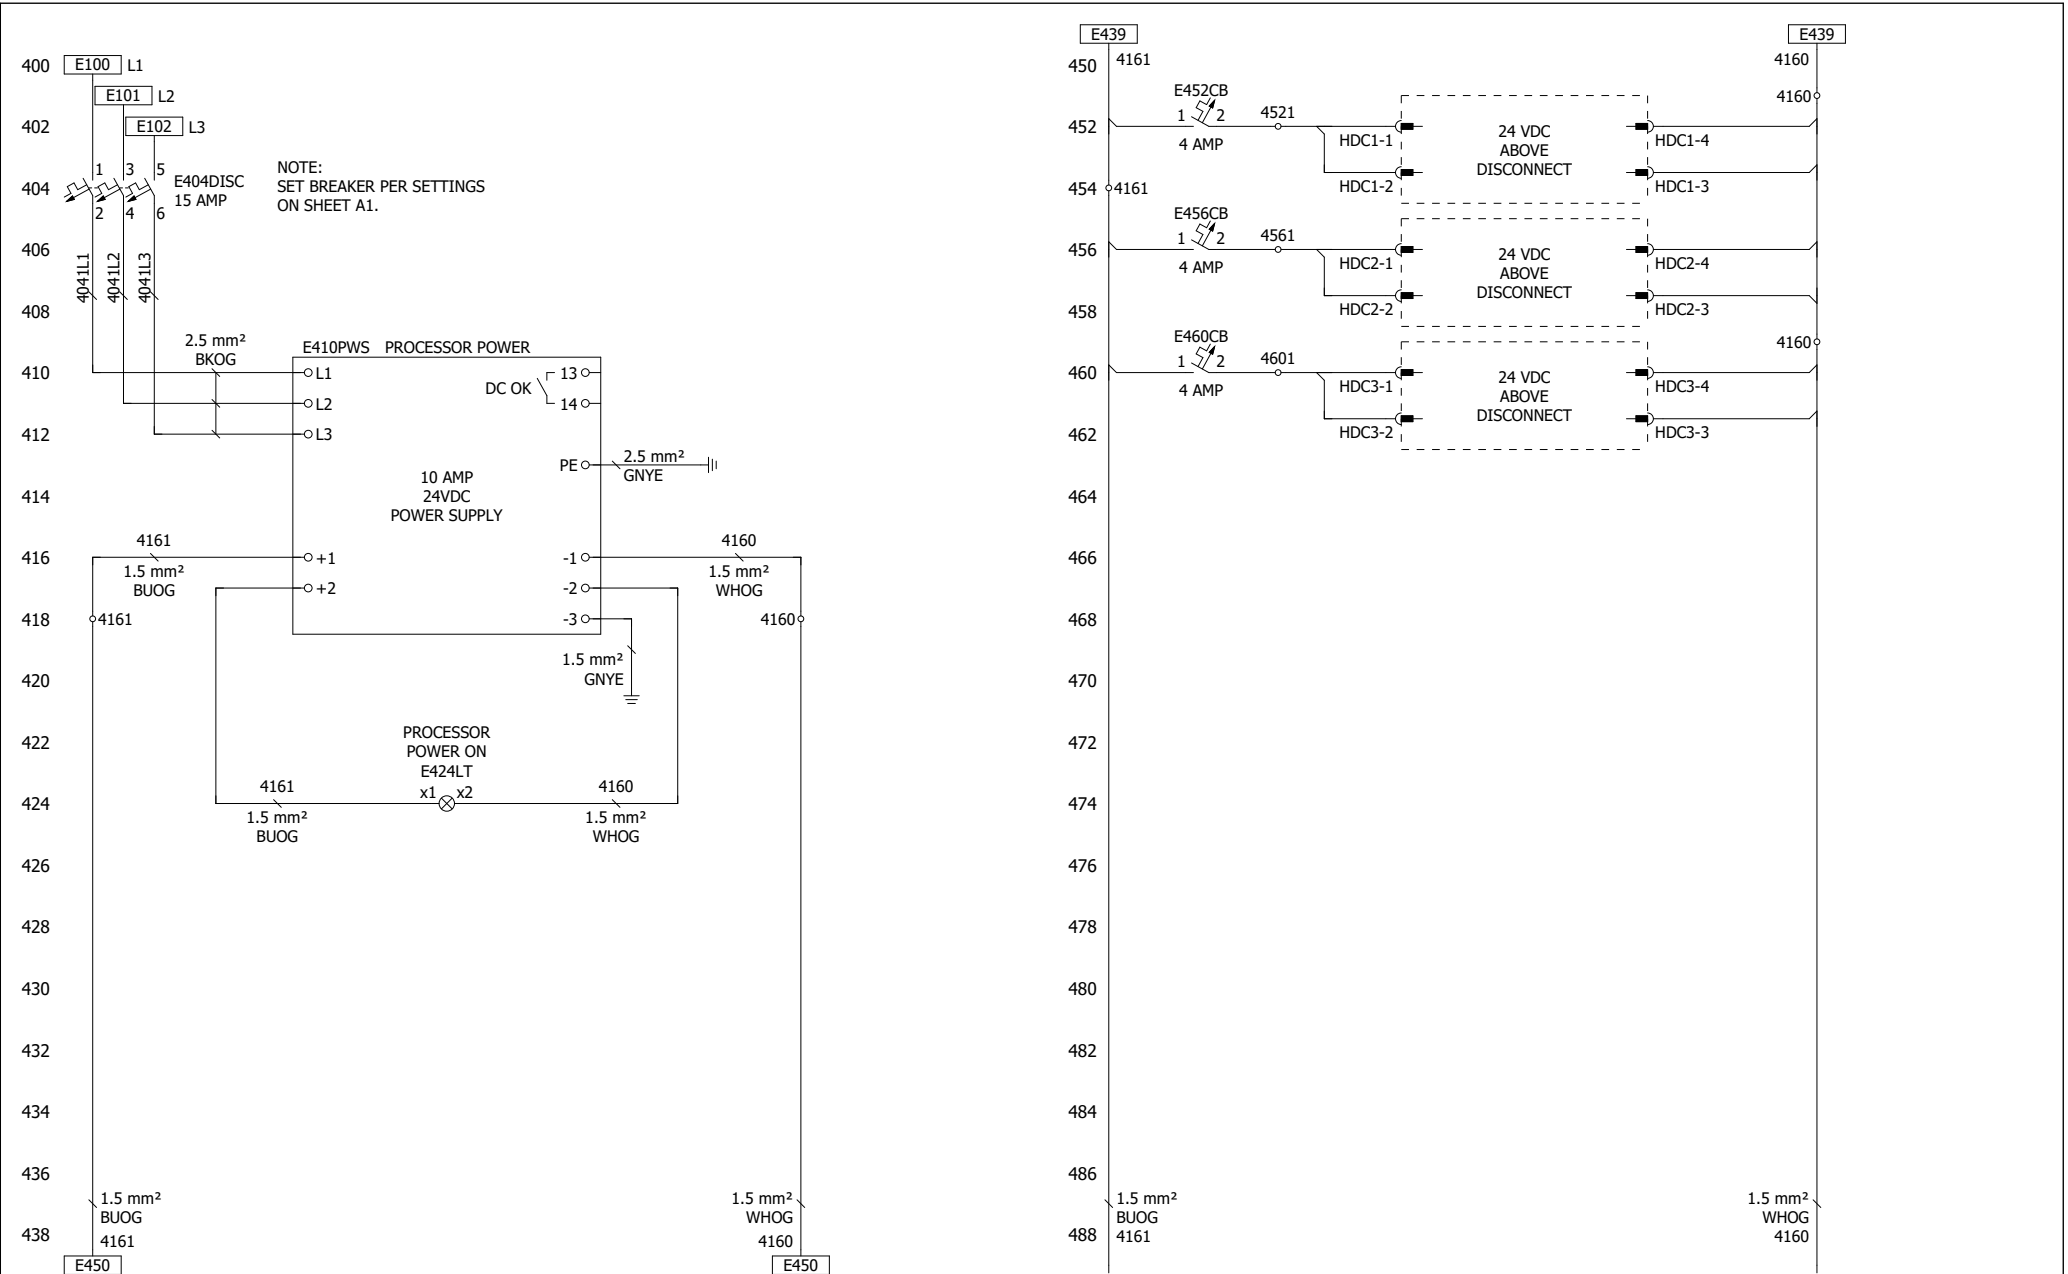 400 E100 L1
E101 L2
402 E102 L3
1 3 5
404 E404DISC
15 AMP
2 4 6
NOTE:
SET BREAKER PER SETTINGS
ON SHEET A1.
406
4041L1 4041L2 4041L3
408
2.5 mm²
BKOG
E410PWS PROCESSOR POWER
410 L1 DC OK 13
L2 14
412 L3
PE 2.5 mm²
GNYE
10 AMP
24VDC
POWER SUPPLY
414
4161 4160
416 +1 -1
1.5 mm² 1.5 mm²
BUOG WHOG
+2 -2
418 4161 -3 4160
1.5 mm²
GNYE
420
422
PROCESSOR
POWER ON
E424LT
4161 x1 x2 4160
424
1.5 mm² 1.5 mm²
BUOG WHOG
426
428
430
432
434
436
1.5 mm² 1.5 mm²
BUOG WHOG
438 4161 4160
E450 E450
E439 E439
450 4161 4160
E452CB 4160
1 2 4521
452 4 AMP HDC1-1 HDC1-4
24 VDC
ABOVE
DISCONNECT
HDC1-2 HDC1-3
454 4161
E456CB
1 2 4561
456 4 AMP HDC2-1 HDC2-4
24 VDC
ABOVE
DISCONNECT
HDC2-2 HDC2-3
458
E460CB 4160
1 2 4601
460 4 AMP HDC3-1 HDC3-4
24 VDC
ABOVE
DISCONNECT
HDC3-2 HDC3-3
462
464
466
468
470
472
474
476
478
480
482
484
486
1.5 mm² 1.5 mm²
BUOG WHOG
488 4161 4160